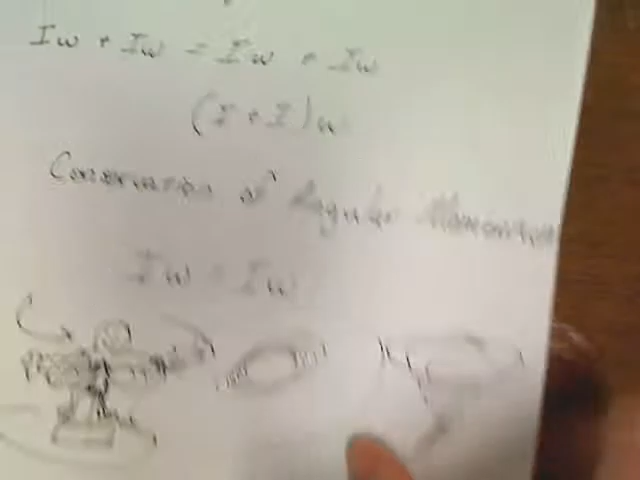 Iw + Iw = Iw + Iw
(I + I)w
Conservation of Angular Momentum
Iw = Iw